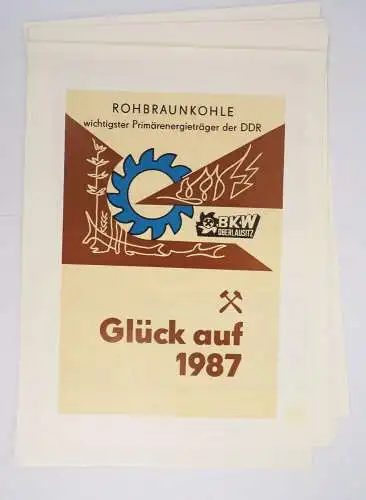 ROHBRAUNKOHLE
wichtigster Primärenergieträger der DDR
BKW
OBERLAUSITZ
Glück auf
1987